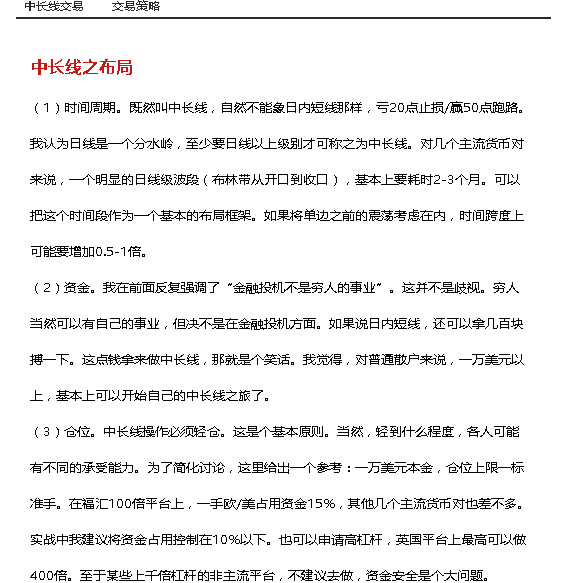 中长线交易 交易策略
中长线之布局
（1）时间周期。既然叫中长线，自然不能象日内短线那样，亏20点止损/赢50点跑路。
我认为日线是一个分水岭，至少要日线以上级别才可称之为中长线。对几个主流货币对
来说，一个明显的日线级波段（布林带从开口到收口），基本上要耗时2-3个月。可以
把这个时间段作为一个基本的布局框架。如果将单边之前的震荡考虑在内，时间跨度上
可能要增加0.5-1倍。
（2）资金。我在前面反复强调了“金融投机不是穷人的事业”。这并不是歧视。穷人
当然可以有自己的事业，但决不是在金融投机方面。如果说日内短线，还可以拿几百块
搏一下。这点钱拿来做中长线，那就是个笑话。我觉得，对普通散户来说，一万美元以
上，基本上可以开始自己的中长线之旅了。
（3）仓位。中长线操作必须轻仓。这是个基本原则。当然，轻到什么程度，各人可能
有不同的承受能力。为了简化讨论，这里给出一个参考：一万美元本金，仓位上限一标
准手。在福汇100倍平台上，一手欧/美占用资金15%，其他几个主流货币对也差不多。
实战中我建议将资金占用控制在10%以下。也可以申请高杠杆，英国平台上最高可以做
400倍。至于某些上千倍杠杆的非主流平台，不建议去做，资金安全是个大问题。